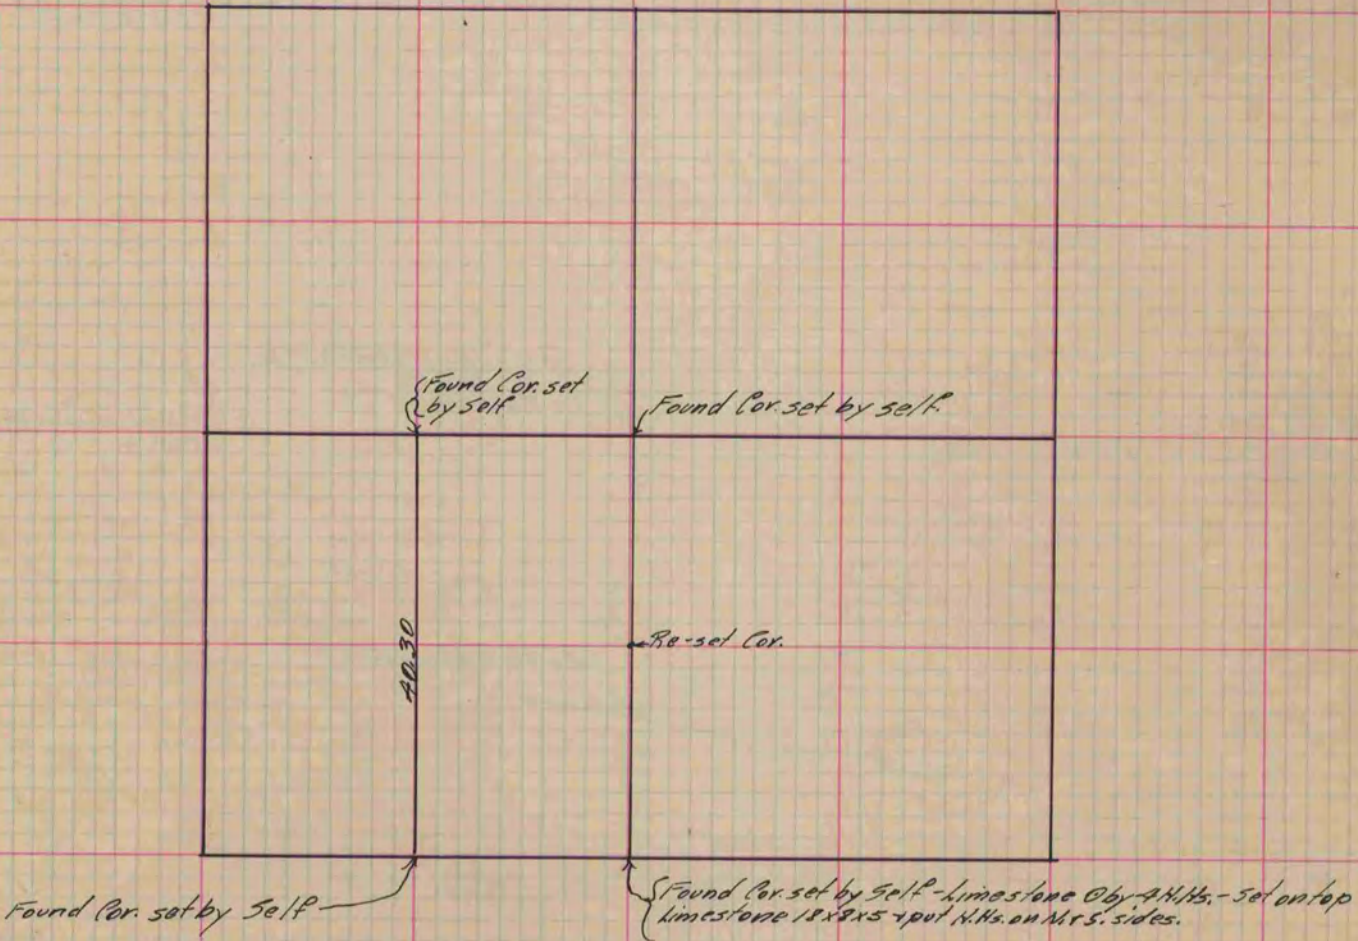 Found Cor. set
by Self
Found Cor. set by self.
40.30
Re-set Cor.
Found Cor. set by Self
Found Cor. set by Self - Limestone @ by 4 H.Hs. - Set on top
Limestone 18x8x5 + put H.Hs. on N. & S. sides.